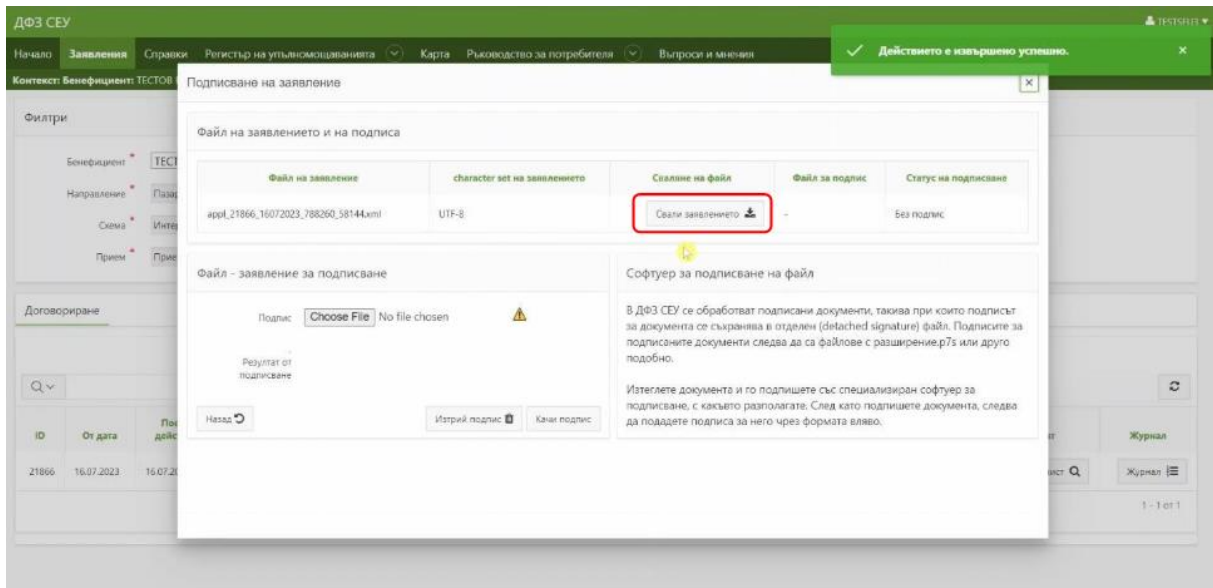 ДФЗ СЕУ
Начало Заявления Справки Регистър на упълномощаванията Карта Ръководство за потребителя Въпроси и мнения
Действието е извършено успешно.
Контекст: Бенефициент: ТЕСТОВ
Подписване на заявление
Филтри
Файл на заявлението и на подписа
Бенефициент * ТЕСТ
Направление *
Схема *
Прием * Прие
Файл на заявление character set на заявлението Сваляне на файл Файл за подпис Статус на подписване
appl_21866_16072023_788260_58144.xml UTF-8 Свали заявлението - Без подпис
Файл - заявление за подписване
Софтуер за подписване на файл
Договориране
Подпис Choose File No file chosen
Резултат от
подписване
Назад Изтрий подпис Качи подпис
В ДФЗ СЕУ се обработват подписани документи, такива при които подписът
за документа се съхранява в отделен (detached signature) файл. Подписите за
подписаните документи следва да са файлове с разширение.p7s или друго
подобно.
Изтеглете документа и го подпишете със специализиран софтуер за
подписване, с какъвто разполагате. След като подпишете документа, следва
да подадете подписа за него чрез формата вляво.
ID От дата Журнал
21866 16.07.2023 16.07.20 Журнал
1 - 1 от 1